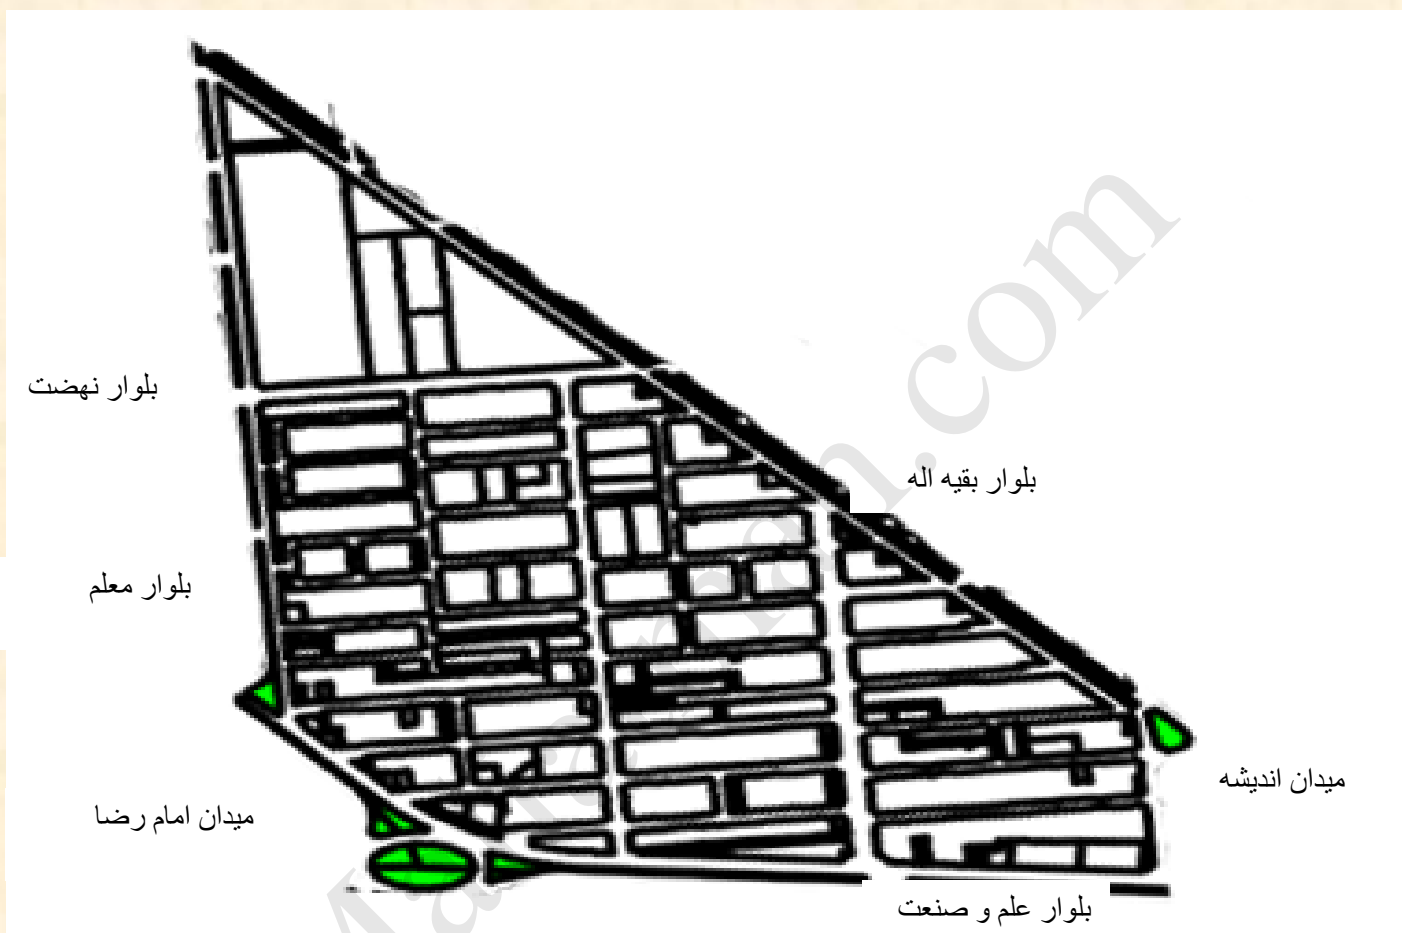 بلوار نهضت
بلوار بقیه اله
بلوار معلم
میدان اندیشه
میدان امام رضا
بلوار علم و صنعت